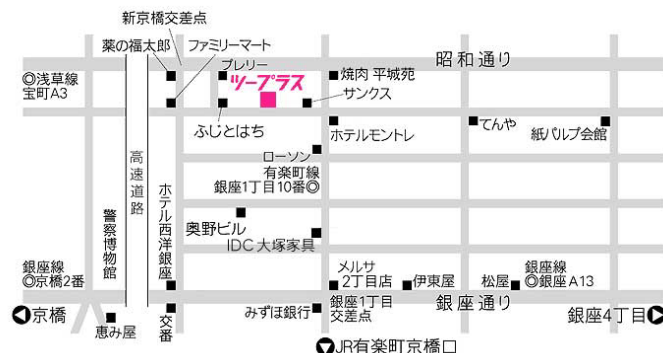 新京橋交差点
薬の福太郎
ファミリーマート
昭和通り
◎浅草線
宝町A3
ブレリー
ツープラス
焼肉 平城苑
サンクス
ふじとはち
ホテルモントレ
てんや
紙パルプ会館
高速道路
ローソン
有楽町線
銀座1丁目10番◎
ホテル西洋銀座
警察博物館
奥野ビル
IDC 大塚家具
銀座線
◎京橋2番
メルサ
2丁目店
伊東屋
松屋
銀座線
◎銀座A13
銀座通り
京橋
恵み屋
交番
みずほ銀行
銀座1丁目
交差点
銀座4丁目
JR有楽町京橋口